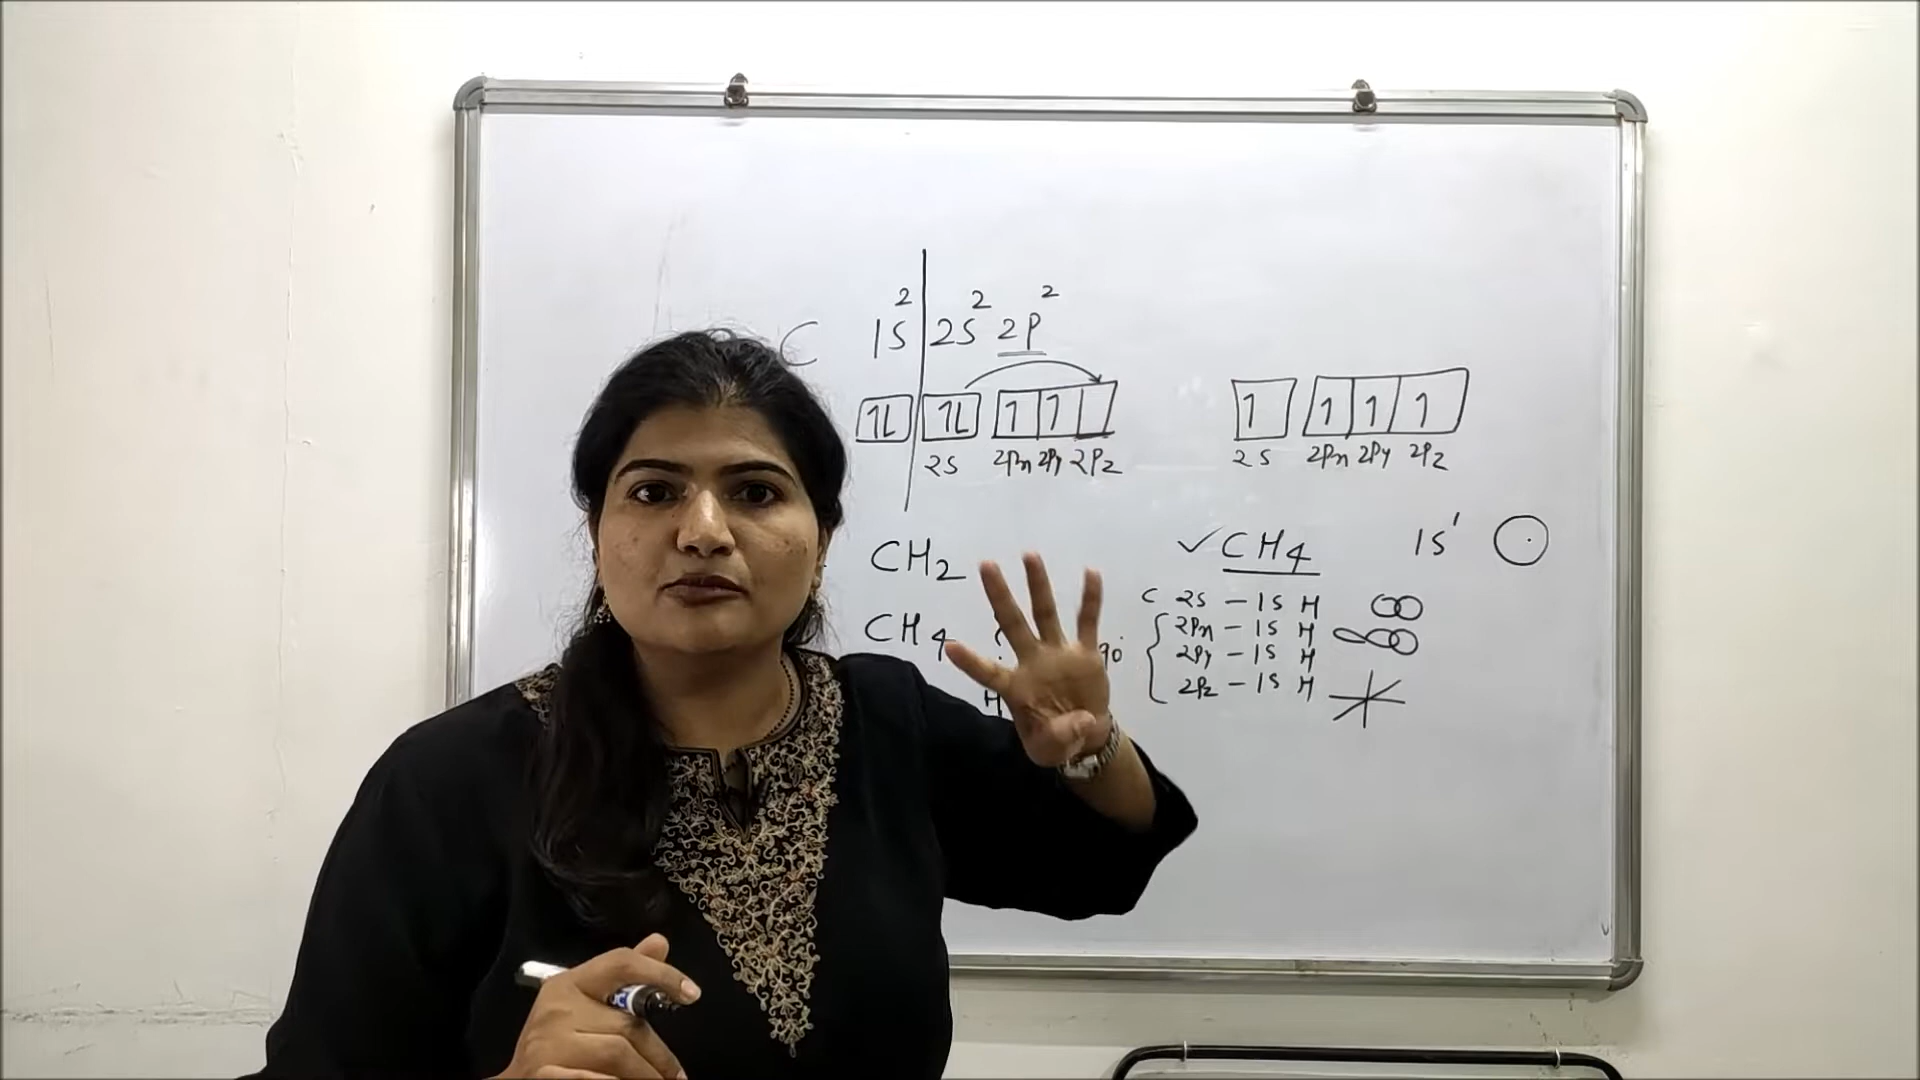 C 1s² 2s² 2p²
1L 1L 1 1
2s 2px 2py 2pz
1 1 1 1
2s 2px 2py 2pz
CH2
✓ CH4 1s'
CH4 ?
H
C 2s – 1s H
2px – 1s H
90° 2py – 1s H
2pz – 1s H